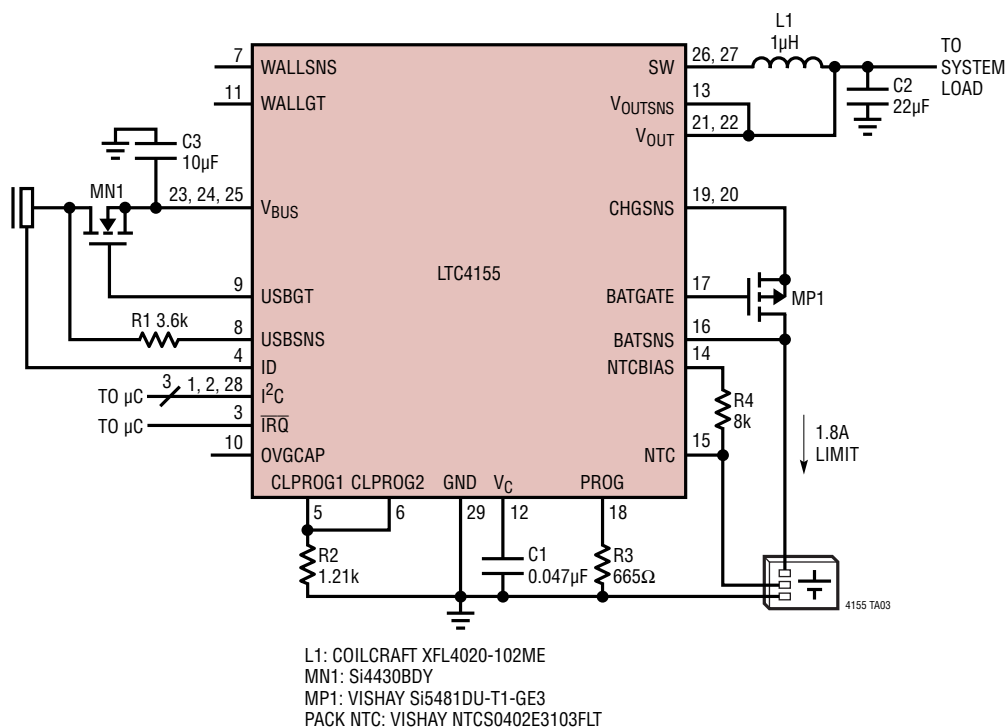 L1
1µH
TO
SYSTEM
LOAD
26, 27
SW
7
WALLSNS
11
WALLGT
13
VOUTSNS
21, 22
VOUT
C2
22µF
C3
10µF
MN1
23, 24, 25
VBUS
19, 20
CHGSNS
LTC4155
9
USBGT
17
BATGATE
MP1
R1 3.6k
8
USBSNS
16
BATSNS
4
ID
14
NTCBIAS
TO µC
3
1, 2, 28
I2C
R4
8k
TO µC
3
IRQ
1.8A
LIMIT
10
OVGCAP
15
NTC
CLPROG1 CLPROG2 GND VC PROG
5 6 29 12 18
R2
1.21k
C1
0.047µF
R3
665Ω
4155 TA03
L1: COILCRAFT XFL4020-102ME
MN1: Si4430BDY
MP1: VISHAY Si5481DU-T1-GE3
PACK NTC: VISHAY NTCS0402E3103FLT